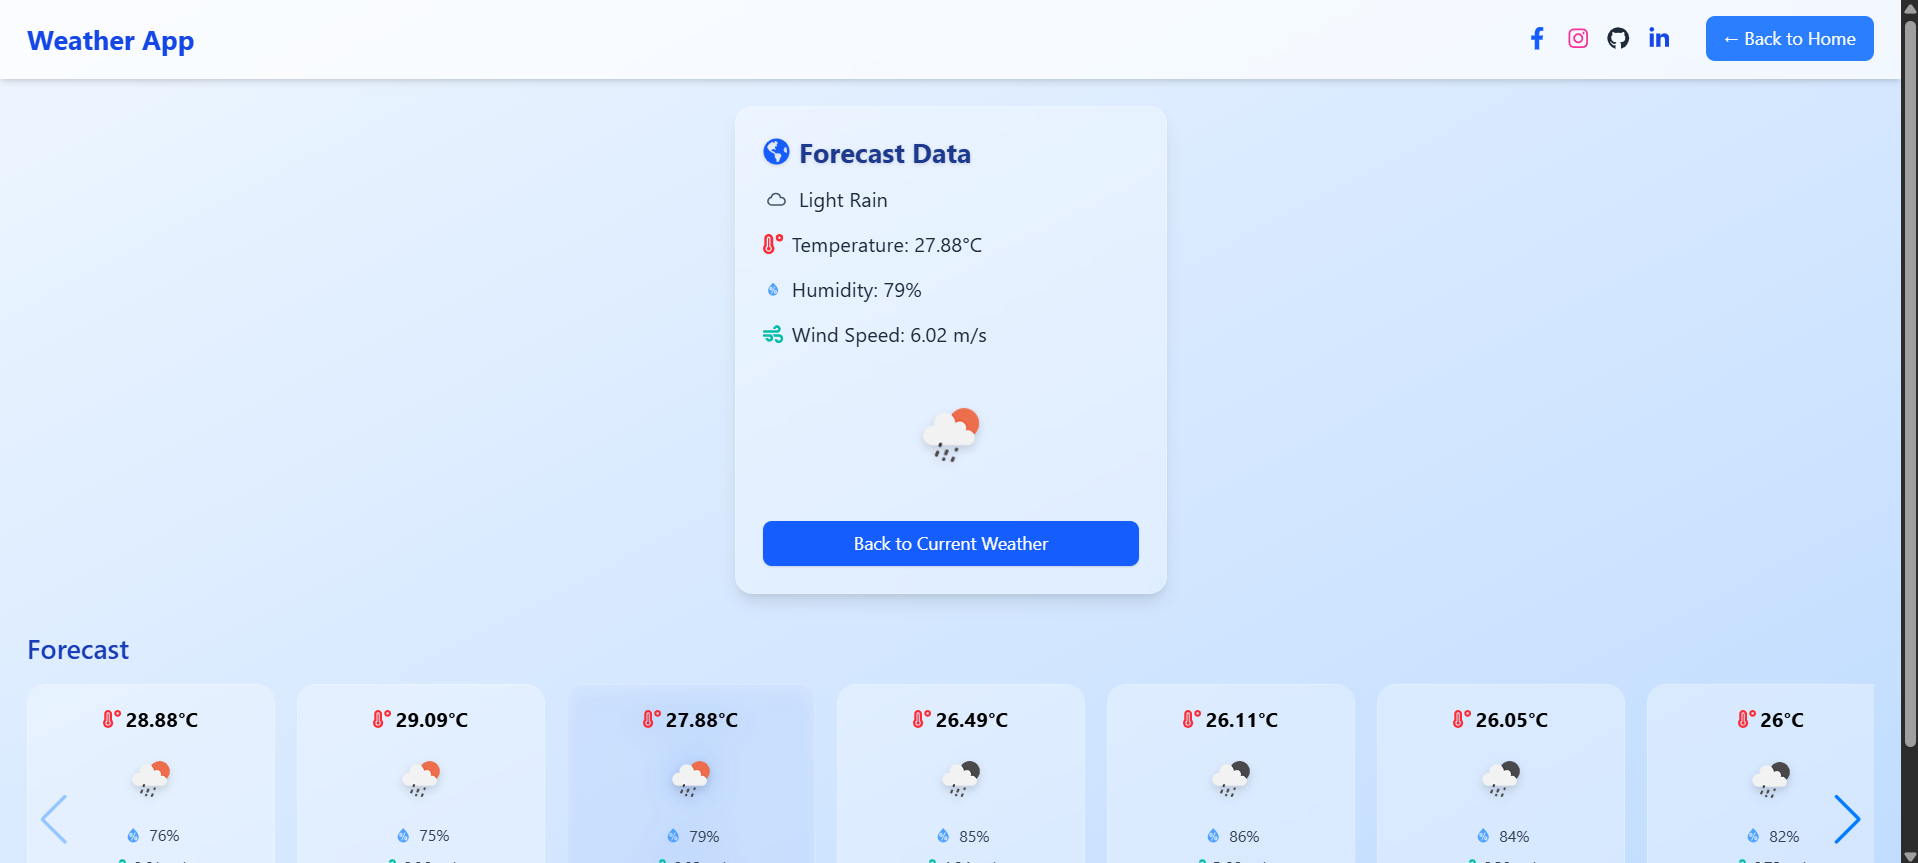 Weather App
← Back to Home
Forecast Data
Light Rain
Temperature: 27.88°C
Humidity: 79%
Wind Speed: 6.02 m/s
Back to Current Weather
Forecast
28.88°C 29.09°C 27.88°C 26.49°C 26.11°C 26.05°C 26°C
76% 75% 79% 85% 86% 84% 82%